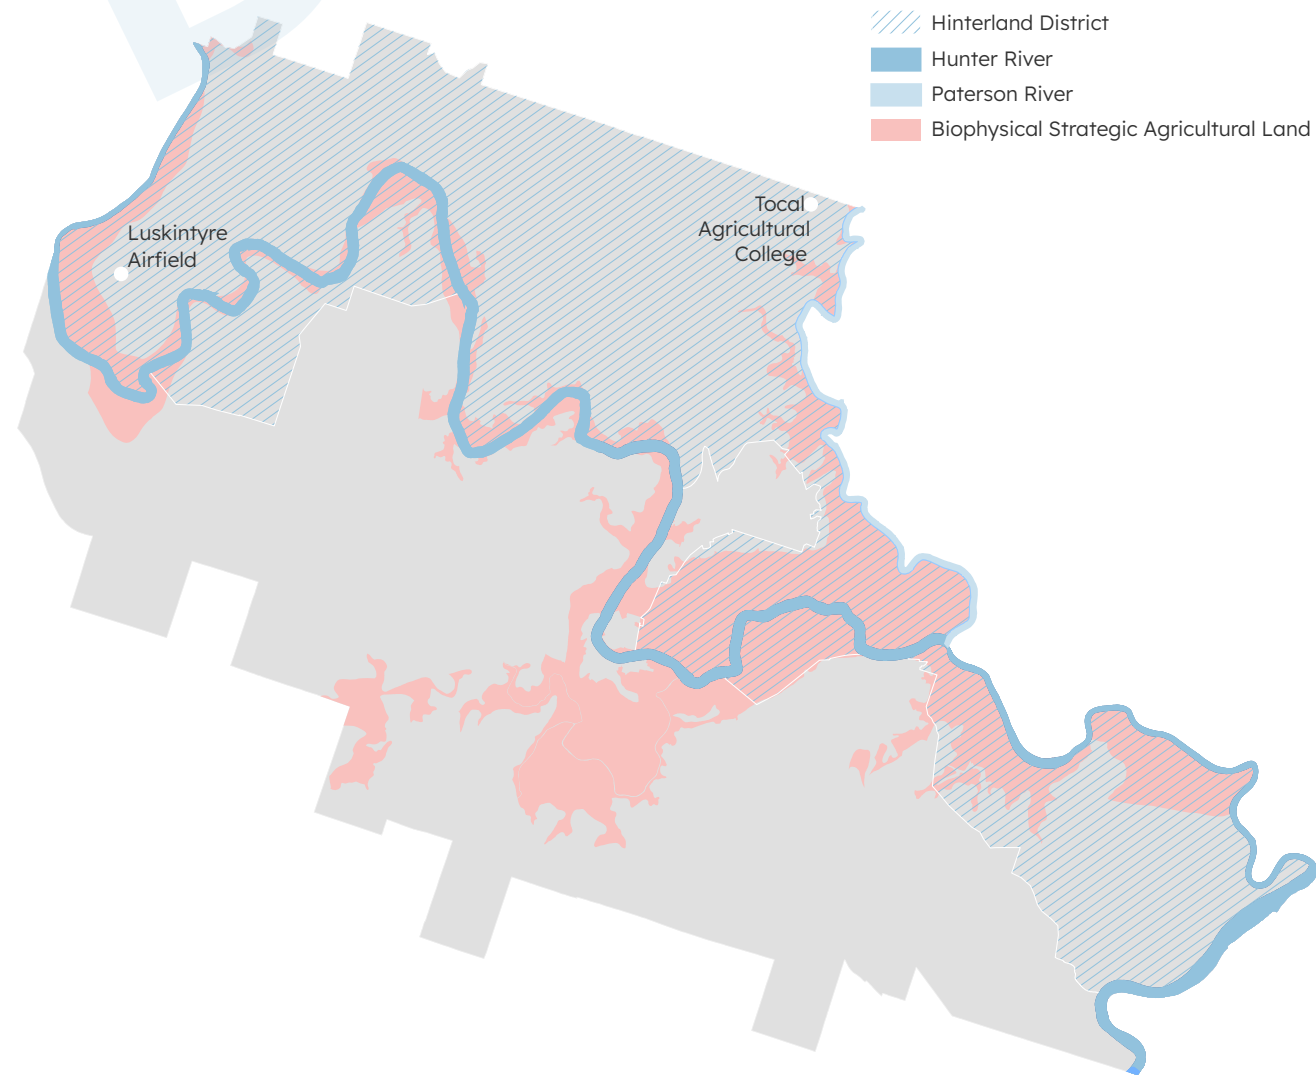 Hinterland District
Hunter River
Paterson River
Biophysical Strategic Agricultural Land
Tocal
Agricultural
College
Luskintyre
Airfield